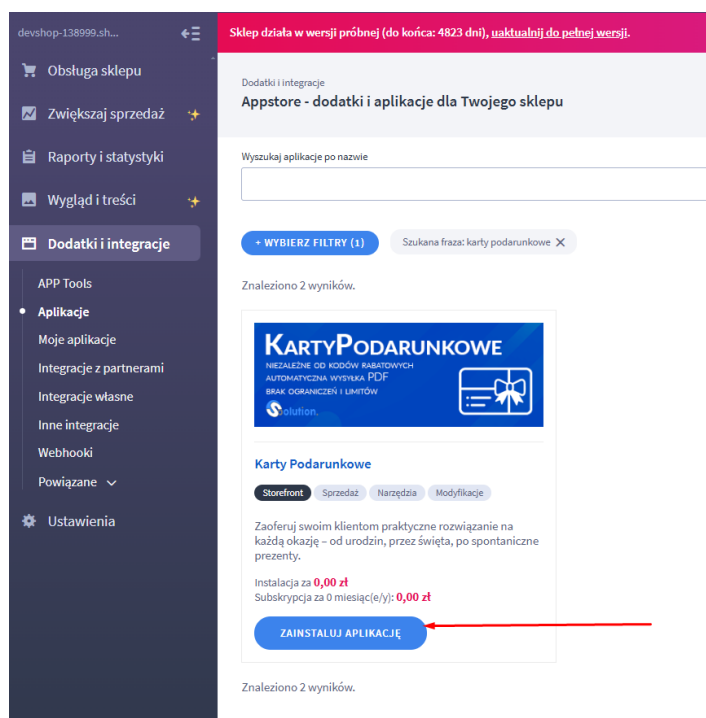 devshop-138999.sh...
Obsługa sklepu
Zwiększaj sprzedaż
Raporty i statystyki
Wygląd i treści
Dodatki i integracje
APP Tools
Aplikacje
Moje aplikacje
Integracje z partnerami
Integracje własne
Inne integracje
Webhooki
Powiązane
Ustawienia
Sklep działa w wersji próbnej (do końca: 4823 dni), uaktualnij do pełnej wersji.
Dodatki i integracje
Appstore - dodatki i aplikacje dla Twojego sklepu
Wyszukaj aplikacje po nazwie
+ WYBIERZ FILTRY (1)
Szukana fraza: karty podarunkowe
Znaleziono 2 wyników.
KARTYPODARUNKOWE
NIEZALEŻNE OD KODÓW RABATOWYCH
AUTOMATYCZNA WYSYŁKA PDF
BRAK OGRANICZEŃ I LIMITÓW
Solution.
Karty Podarunkowe
Storefront Sprzedaż Narzędzia Modyfikacje
Zaoferuj swoim klientom praktyczne rozwiązanie na
każdą okazję – od urodzin, przez święta, po spontaniczne
prezenty.
Instalacja za 0,00 zł
Subskrypcja za 0 miesiąc(e/y): 0,00 zł
ZAINSTALUJ APLIKACJĘ
Znaleziono 2 wyników.